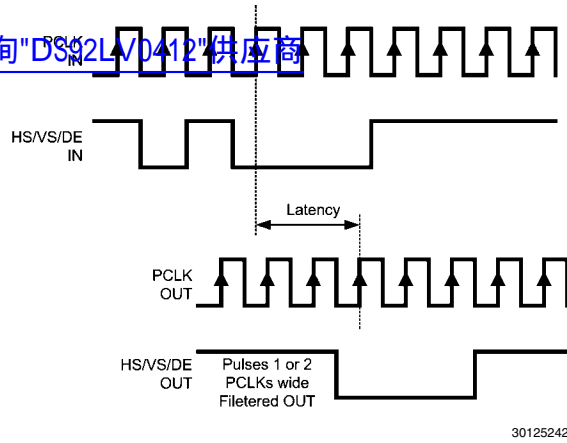 询"DS92LV0412"供应商
PCLK
IN
HS/VS/DE
IN
Latency
PCLK
OUT
HS/VS/DE
OUT
Pulses 1 or 2
PCLKs wide
Filetered OUT
30125242